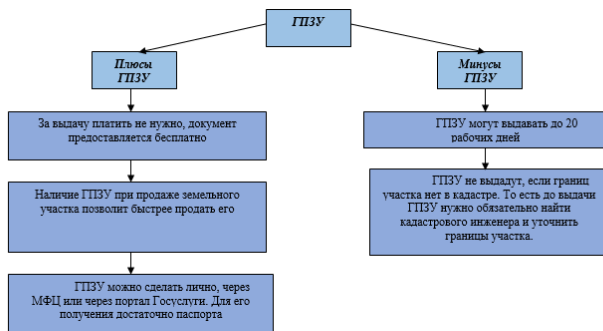 ГПЗУ
Плюсы
ГПЗУ
Минусы
ГПЗУ
За выдачу платить не нужно, документ
предоставляется бесплатно
Наличие ГПЗУ при продаже земельного
участка позволит быстрее продать его
ГПЗУ можно сделать лично, через
МФЦ или через портал Госуслуги. Для его
получения достаточно паспорта
ГПЗУ могут выдавать до 20
рабочих дней
ГПЗУ не выдадут, если границ
участка нет в кадастре. То есть до выдачи
ГПЗУ нужно обязательно найти
кадастрового инженера и уточнить
границы участка.